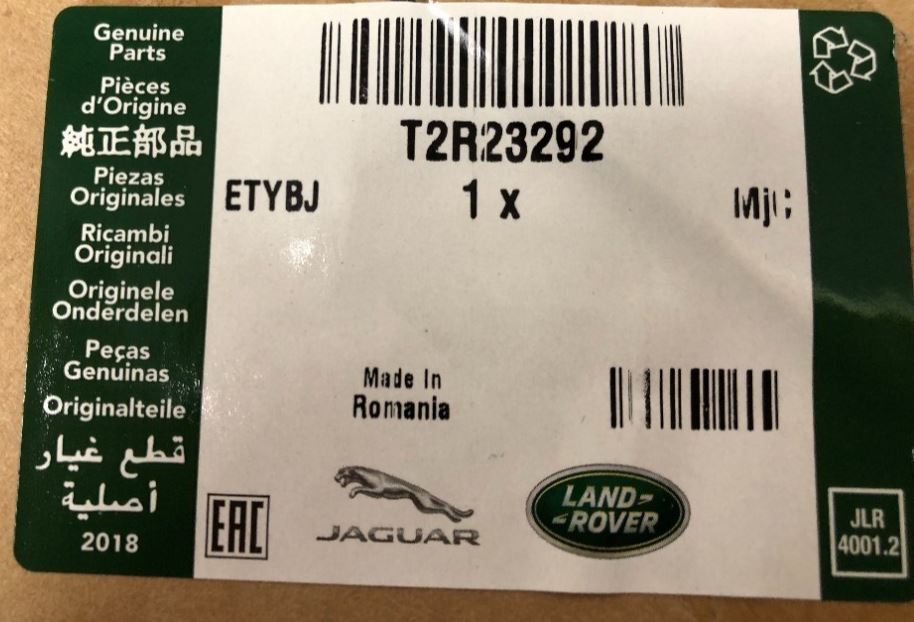 Genuine
Parts
Pièces
d'Origine
純正部品
Piezas
Originales
Ricambi
Originali
Originele
Onderdelen
Peças
Genuinas
Originalteile
قطع غيار
أصلية
2018
T2R23292
ETYBJ 1 x
Made In
Romania
EAC
JAGUAR
LAND-
-ROVER
JLR
4001.2